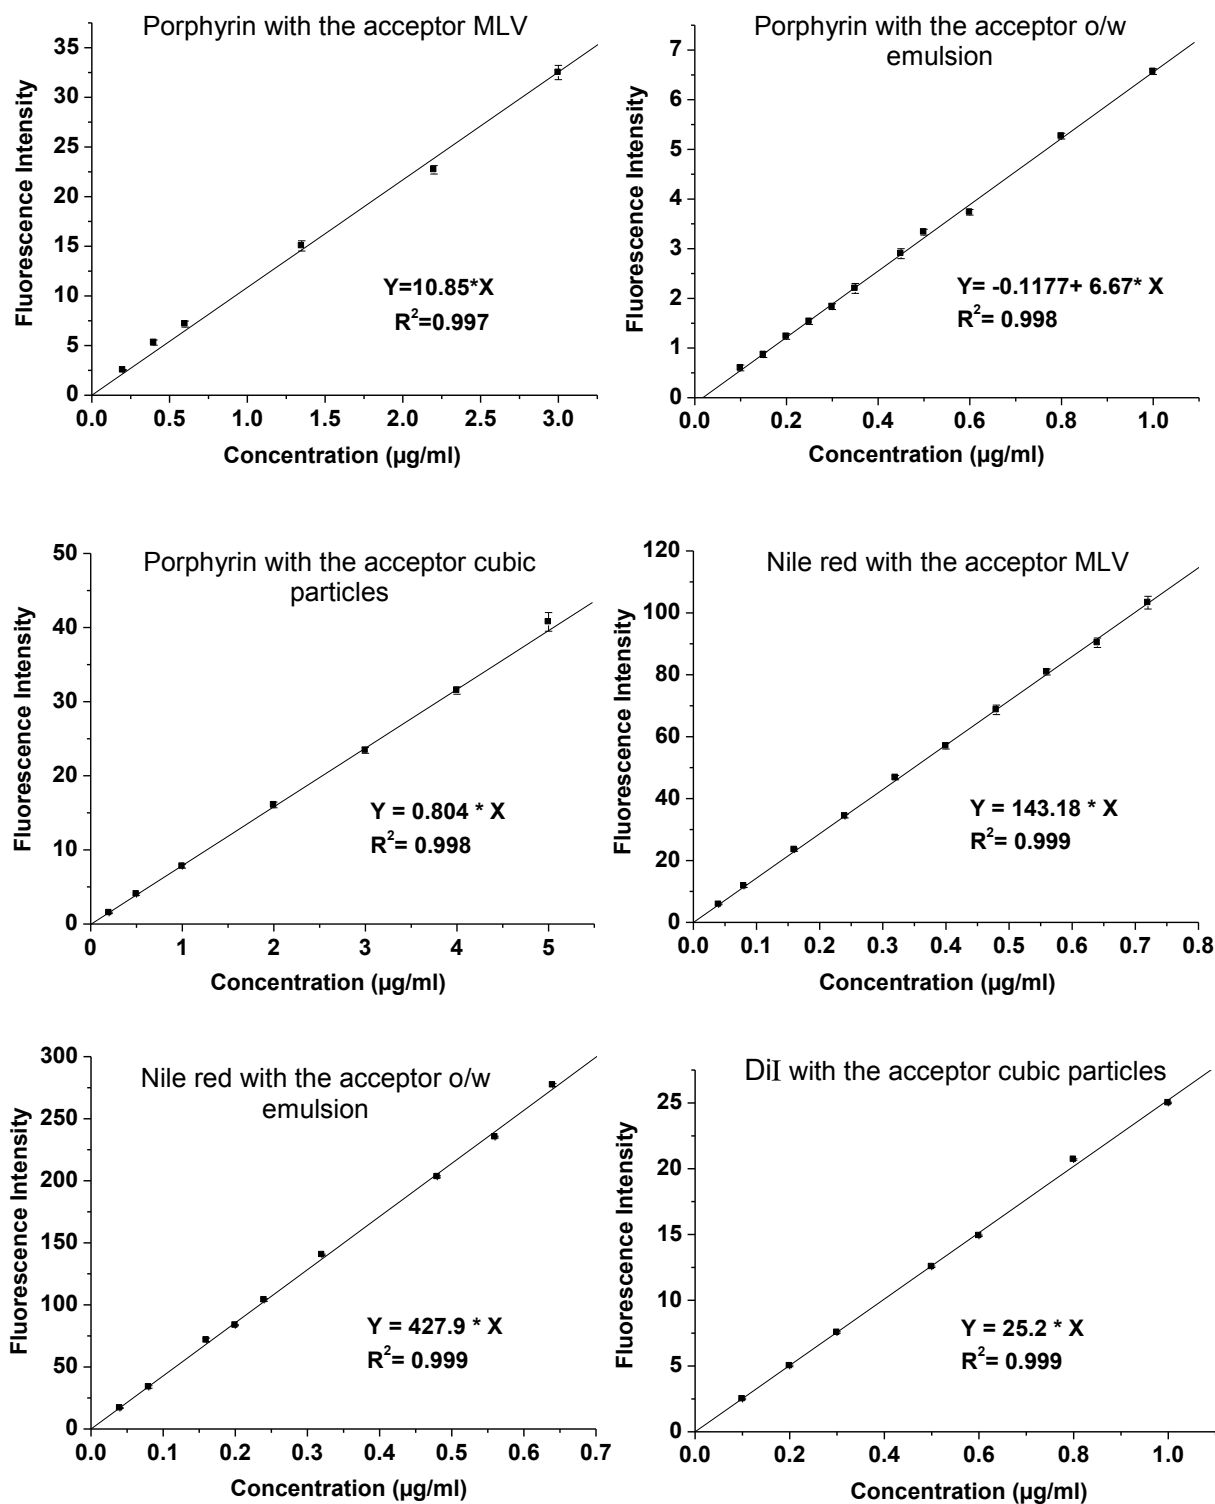 Porphyrin with the acceptor MLV
35
30
25
20
15
10
5
0
Fluorescence Intensity
Y=10.85*X
R²=0.997
0.0 0.5 1.0 1.5 2.0 2.5 3.0
Concentration (µg/ml)
Porphyrin with the acceptor o/w
emulsion
7
6
5
4
3
2
1
0
Fluorescence Intensity
Y= -0.1177+ 6.67* X
R²= 0.998
0.0 0.2 0.4 0.6 0.8 1.0
Concentration (µg/ml)
Porphyrin with the acceptor cubic
particles
50
40
30
20
10
0
Fluorescence Intensity
Y = 0.804 * X
R²= 0.998
0 1 2 3 4 5
Concentration (µg/ml)
Nile red with the acceptor MLV
120
100
80
60
40
20
0
Fluorescence Intensity
Y = 143.18 * X
R²= 0.999
0.0 0.1 0.2 0.3 0.4 0.5 0.6 0.7 0.8
Concentration (µg/ml)
Nile red with the acceptor o/w
emulsion
300
250
200
150
100
50
0
Fluorescence Intensity
Y = 427.9 * X
R²= 0.999
0.0 0.1 0.2 0.3 0.4 0.5 0.6 0.7
Concentration (µg/ml)
DiI with the acceptor cubic particles
25
20
15
10
5
0
Fluorescence Intensity
Y = 25.2 * X
R²= 0.999
0.0 0.2 0.4 0.6 0.8 1.0
Concentration (µg/ml)